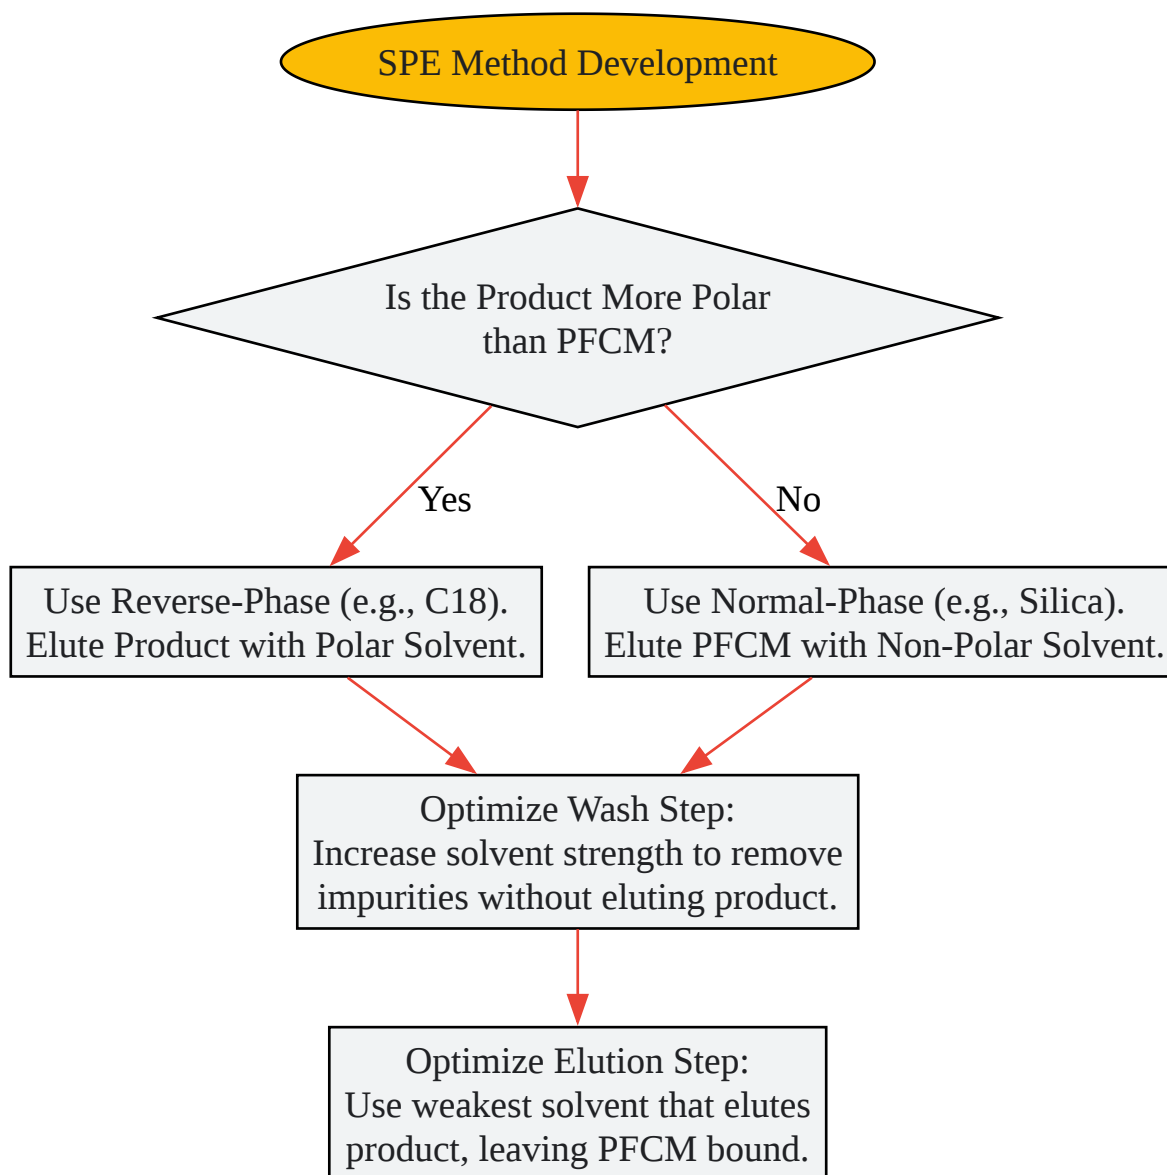 SPE Method Development
Is the Product More Polar
than PFCM?
Yes
No
Use Reverse-Phase (e.g., C18).
Elute Product with Polar Solvent.
Use Normal-Phase (e.g., Silica).
Elute PFCM with Non-Polar Solvent.
Optimize Wash Step:
Increase solvent strength to remove
impurities without eluting product.
Optimize Elution Step:
Use weakest solvent that elutes
product, leaving PFCM bound.